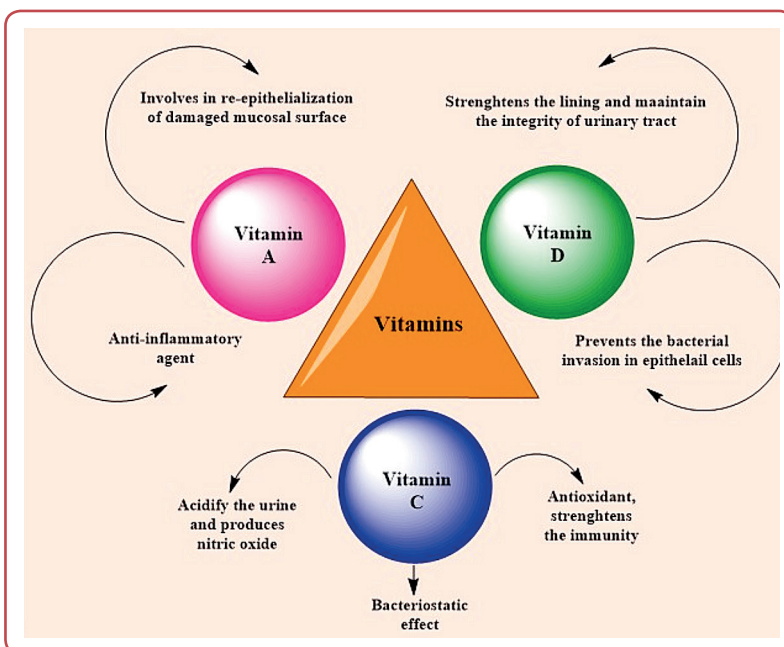 Involves in re-epithelialization
of damaged mucosal surface
Strenghtens the lining and maaintain
the integrity of urinary tract
Vitamin
A
Vitamin
D
Vitamins
Anti-inflammatory
agent
Prevents the bacterial
invasion in epithelail cells
Vitamin
C
Acidify the urine
and produces
nitric oxide
Antioxidant,
strenghtens
the immunity
Bacteriostatic
effect